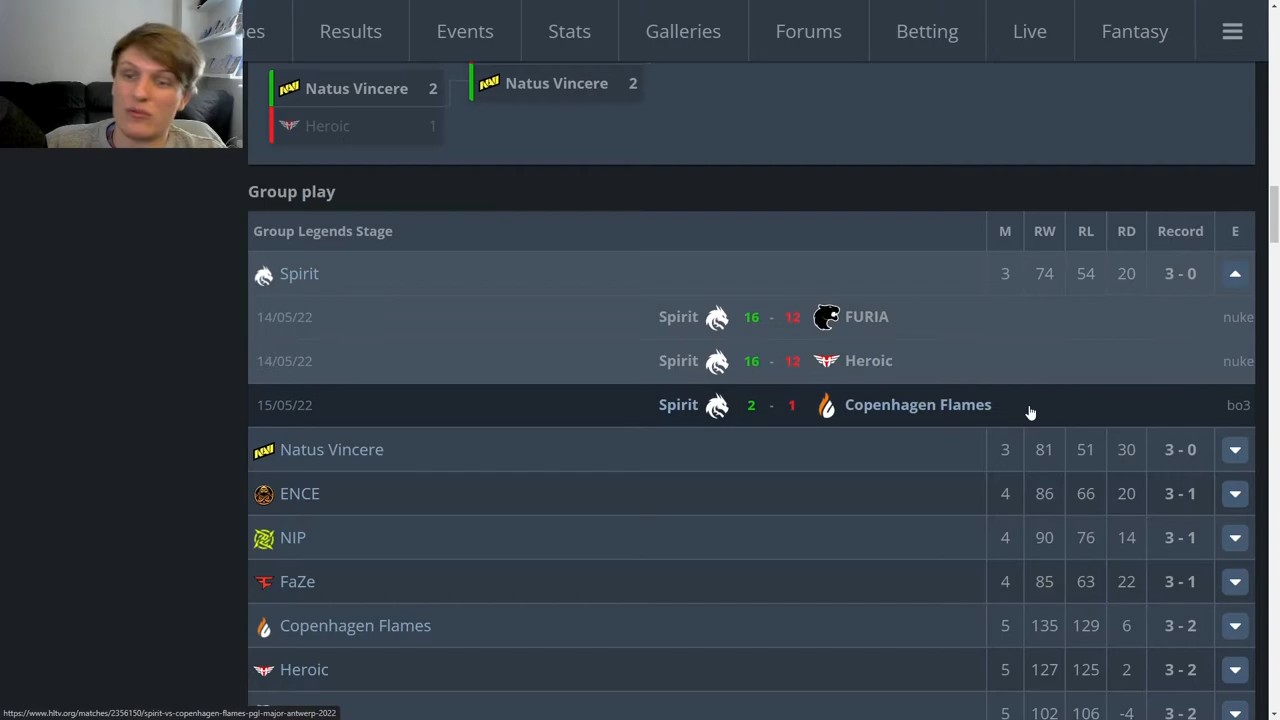 es Results Events Stats Galleries Forums Betting Live Fantasy
Natus Vincere 2
Natus Vincere 2
Heroic 1
Group play
Group Legends Stage M RW RL RD Record E
Spirit 3 74 54 20 3 - 0
14/05/22 Spirit 16 - 12 FURIA nuke
14/05/22 Spirit 16 - 12 Heroic nuke
15/05/22 Spirit 2 - 1 Copenhagen Flames bo3
Natus Vincere 3 81 51 30 3 - 0
ENCE 4 86 66 20 3 - 1
NIP 4 90 76 14 3 - 1
FaZe 4 85 63 22 3 - 1
Copenhagen Flames 5 135 129 6 3 - 2
Heroic 5 127 125 2 3 - 2
5 102 106 -4 3 - 2
https://www.hltv.org/matches/2356150/spirit-vs-copenhagen-flames-pgl-major-antwerp-2022